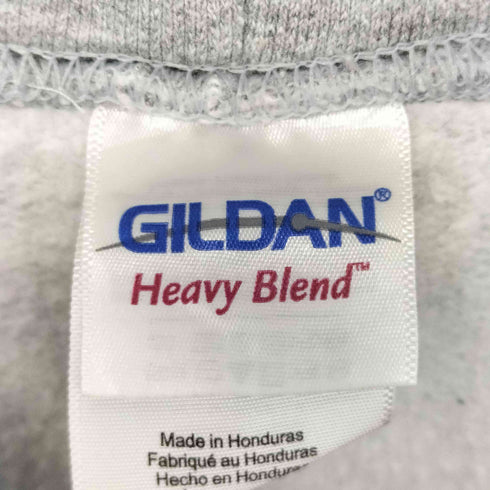 GILDAN®
Heavy Blend™
Made in Honduras
Fabriqué au Honduras
Hecho en Honduras